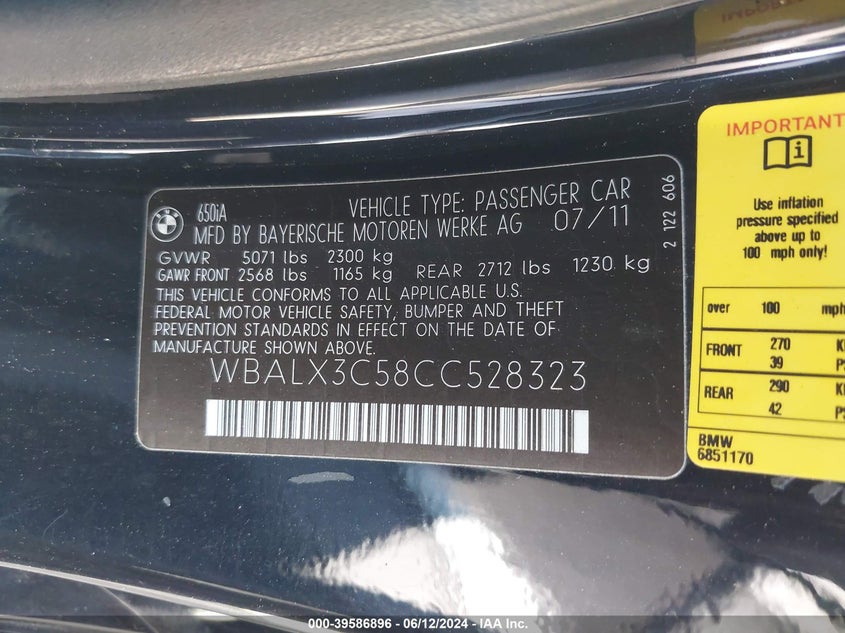 IMPORTANT
650iA VEHICLE TYPE: PASSENGER CAR
MFD BY BAYERISCHE MOTOREN WERKE AG 07/11
GVWR 5071 lbs 2300 kg
GAWR FRONT 2568 lbs 1165 kg REAR 2712 lbs 1230 kg
THIS VEHICLE CONFORMS TO ALL APPLICABLE U.S.
FEDERAL MOTOR VEHICLE SAFETY, BUMPER AND THEFT
PREVENTION STANDARDS IN EFFECT ON THE DATE OF
MANUFACTURE SHOWN ABOVE.
WBALX3C58CC528323
2 122 606
IMPORTANT
Use inflation
pressure specified
above up to
100 mph only!
over 100 mph
FRONT 270
39
REAR 290
42
BMW
6851170
000-39586896 - 06/12/2024 - IAA Inc.